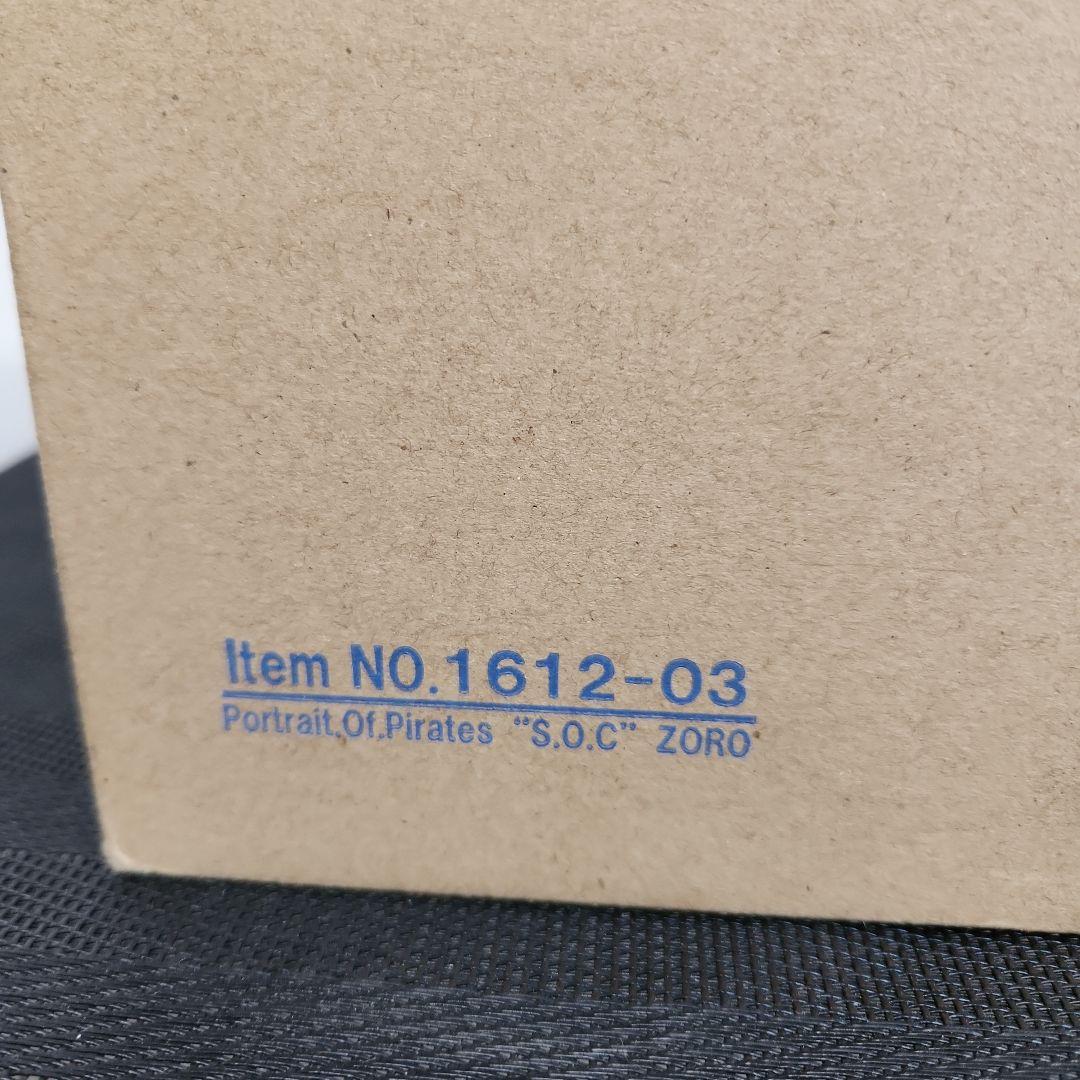 Item NO.1612-03
Portrait.Of.Pirates "S.O.C" ZORO